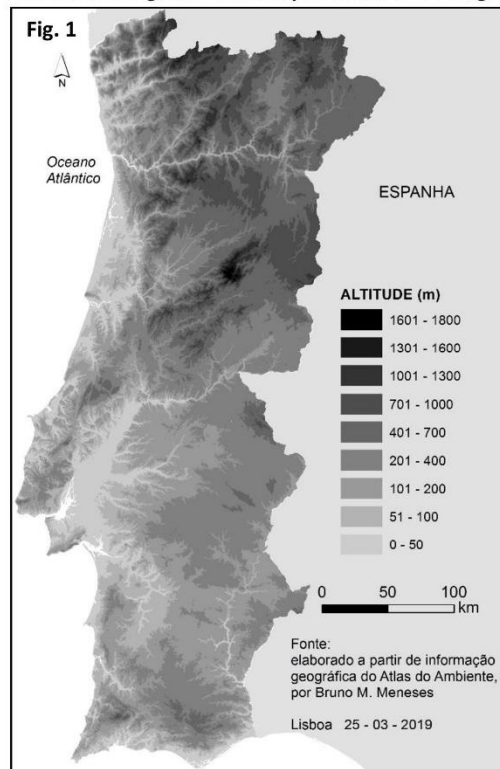 Fig. 1
N
Oceano
Atlântico
ESPANHA
ALTITUDE (m)
1601 - 1800
1301 - 1600
1001 - 1300
701 - 1000
401 - 700
201 - 400
101 - 200
51 - 100
0 - 50
0 50 100
km
Fonte:
elaborado a partir de informação
geográfica do Atlas do Ambiente,
por Bruno M. Meneses
Lisboa 25 - 03 - 2019